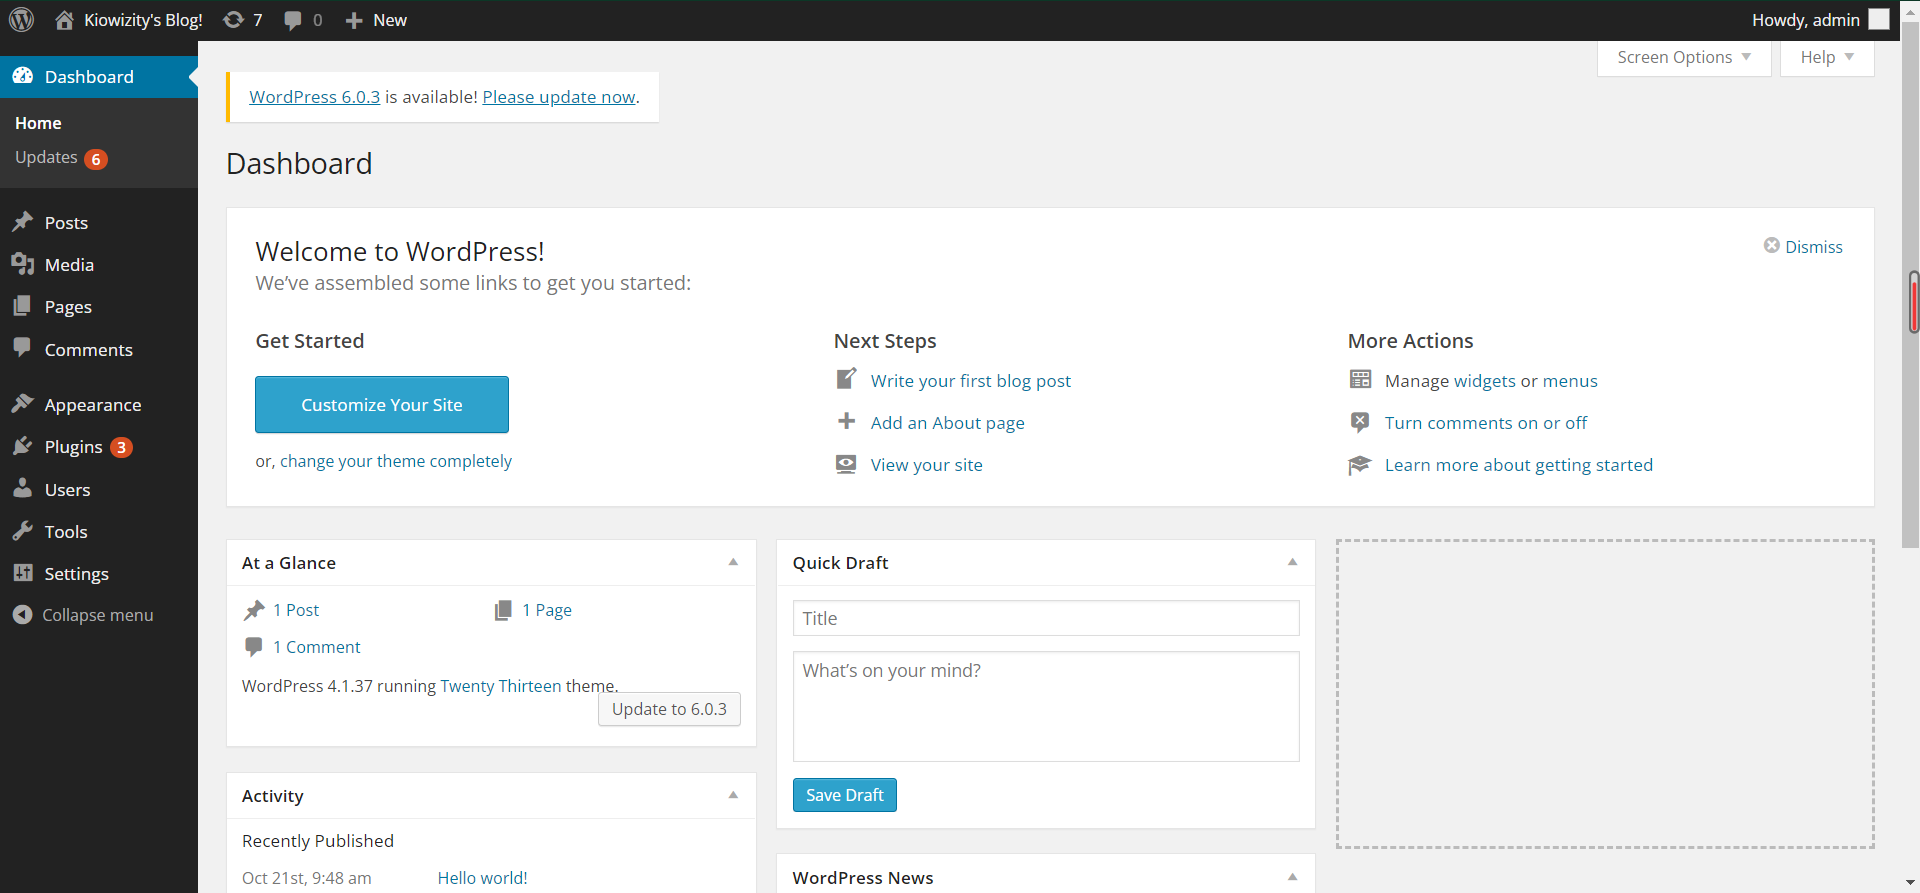 Kiowizity's Blog! 7 0 New Howdy, admin
Dashboard
Home
Updates 6
Posts
Media
Pages
Comments
Appearance
Plugins 3
Users
Tools
Settings
Collapse menu
Screen Options Help
WordPress 6.0.3 is available! Please update now.
Dashboard
Welcome to WordPress!
Dismiss
We’ve assembled some links to get you started:
Get Started
Customize Your Site
or, change your theme completely
Next Steps
Write your first blog post
Add an About page
View your site
More Actions
Manage widgets or menus
Turn comments on or off
Learn more about getting started
At a Glance
1 Post 1 Page
1 Comment
WordPress 4.1.37 running Twenty Thirteen theme.
Update to 6.0.3
Activity
Recently Published
Oct 21st, 9:48 am Hello world!
Quick Draft
Title
What’s on your mind?
Save Draft
WordPress News